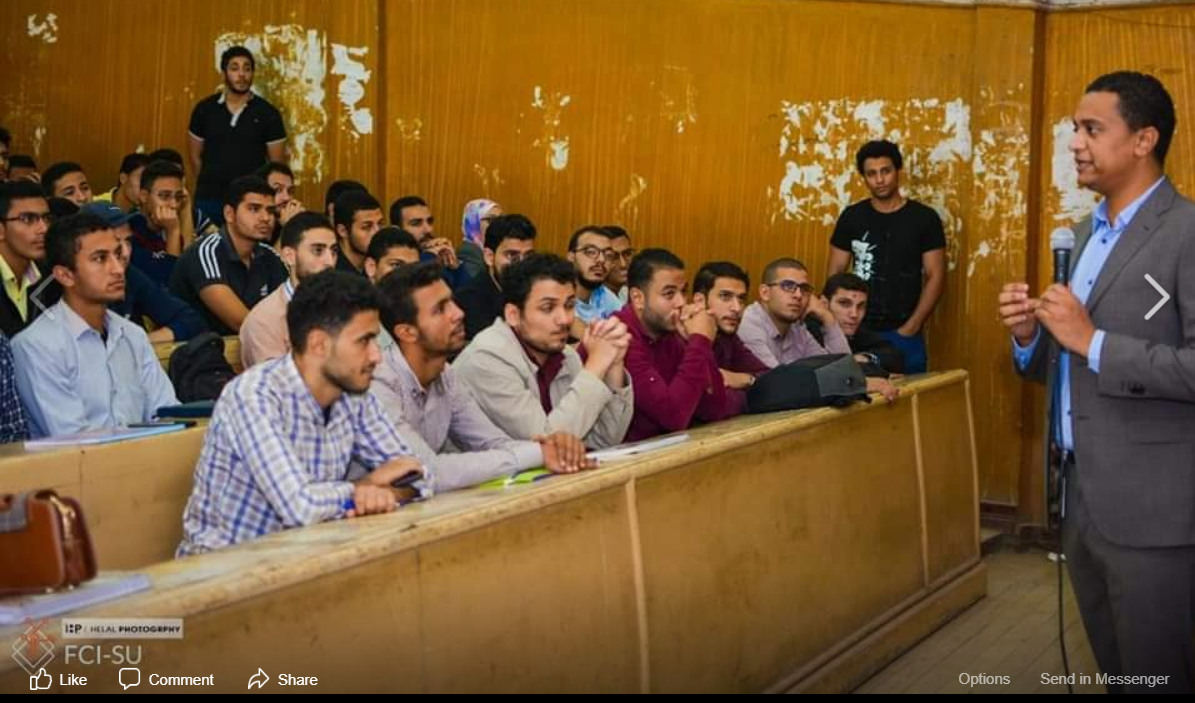 HP HELAL PHOTOGRPHY
FCI-SU
Like
Comment
Share
Options
Send in Messenger